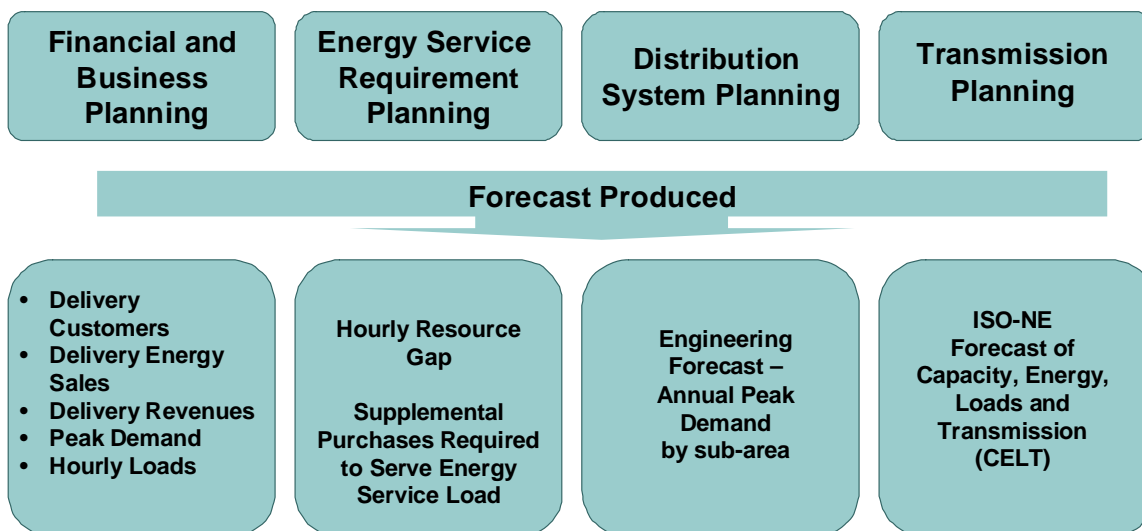 Financial and
Business
Planning
Energy Service
Requirement
Planning
Distribution
System Planning
Transmission
Planning
Forecast Produced
• Delivery
Customers
• Delivery Energy
Sales
• Delivery Revenues
• Peak Demand
• Hourly Loads
Hourly Resource
Gap
Supplemental
Purchases Required
to Serve Energy
Service Load
Engineering
Forecast –
Annual Peak
Demand
by sub-area
ISO-NE
Forecast of
Capacity, Energy,
Loads and
Transmission
(CELT)